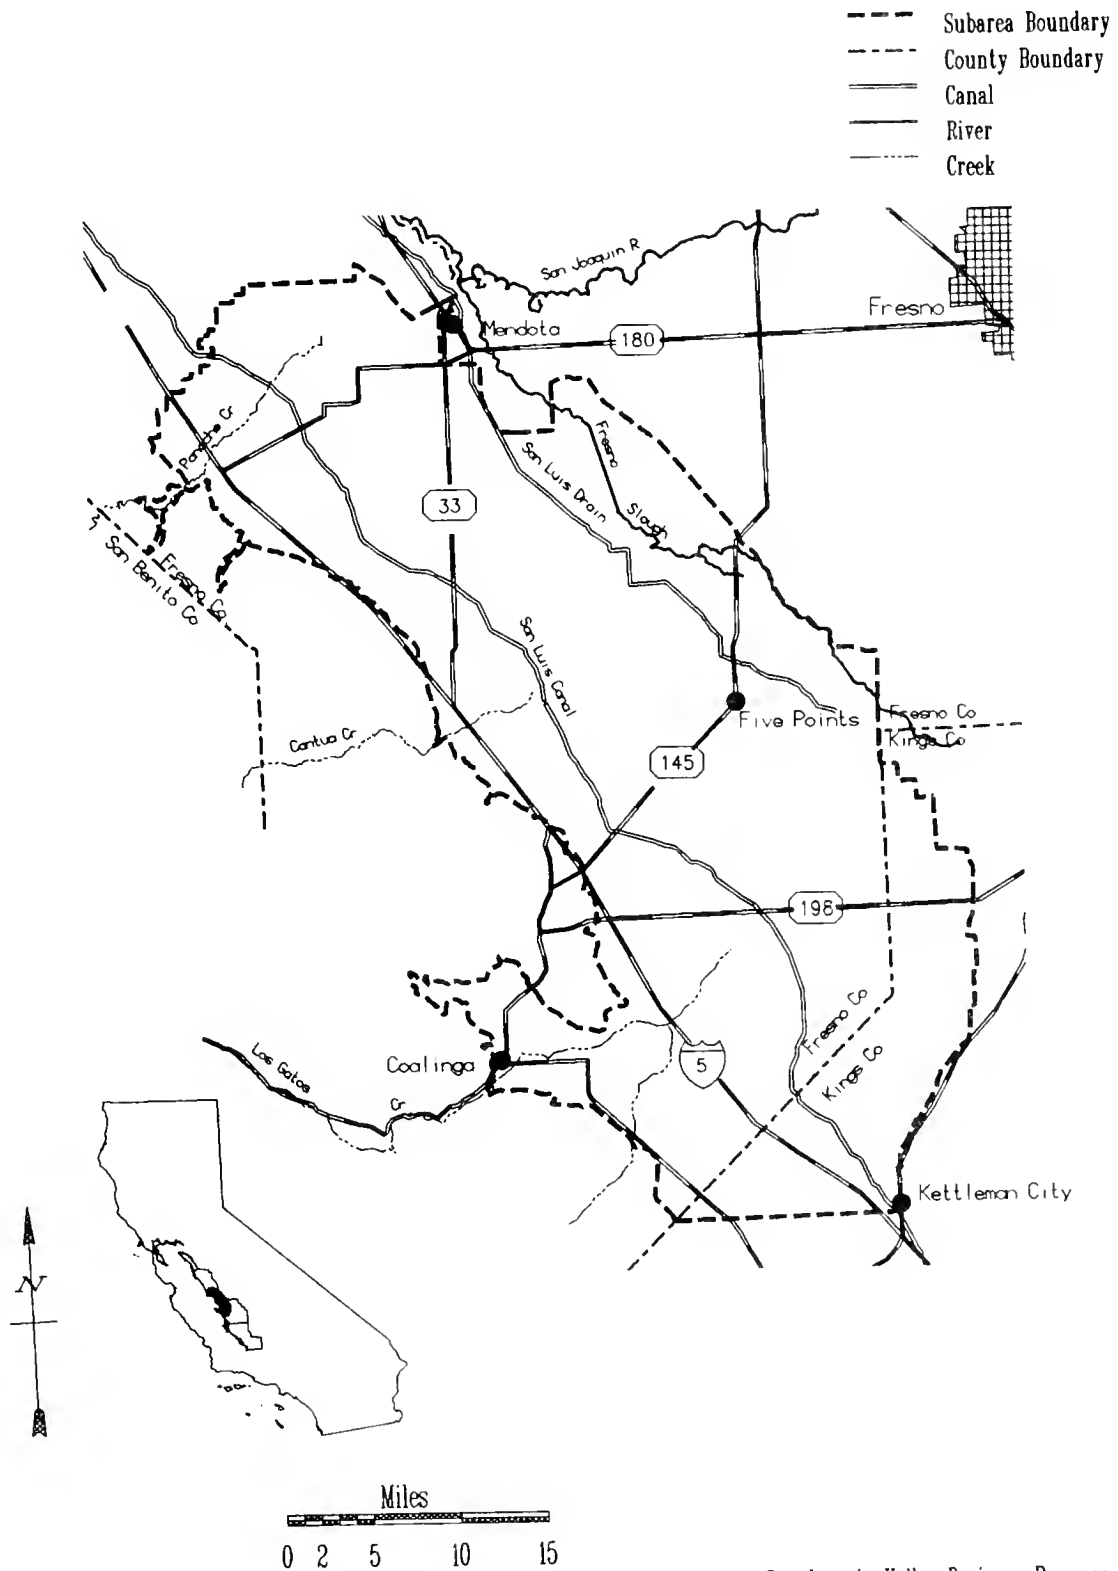 Subarea Boundary
County Boundary
Canal
River
Creek
San Joaquin R
Fresno
Mendota
180
Panoche Cr
Fresno
Slough
San Luis Drain
33
Fresno Co
San Benito Co
San Luis Canal
Five Points
Fresno Co
Kings Co
Cantua Cr
145
198
Fresno Co
Kings Co
Coalinga
5
Los Gatos
Cr
Kettleman City
N
Miles
0 2 5 10 15